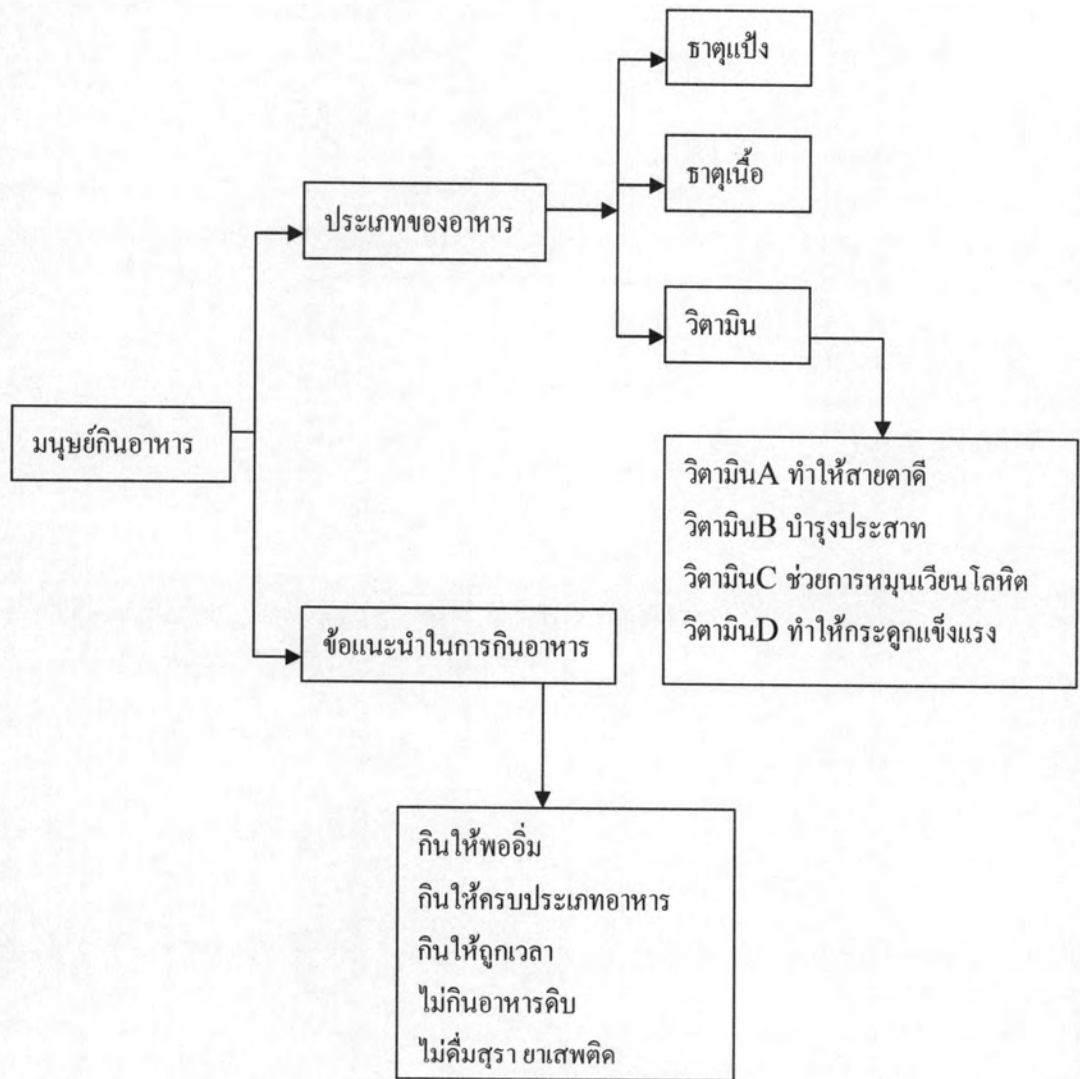 ธาตุแป้ง
ธาตุเนื้อ
ประเภทของอาหาร
วิตามิน
มนุษย์กินอาหาร
วิตามินA ทำให้สายตาดี
วิตามินB บำรุงประสาท
วิตามินC ช่วยการหมุนเวียนโลหิต
วิตามินD ทำให้กระดูกแข็งแรง
ข้อแนะนำในการกินอาหาร
กินให้พออิ่ม
กินให้ครบประเภทอาหาร
กินให้ถูกเวลา
ไม่กินอาหารดิบ
ไม่ดื่มสุรา ยาเสพติด